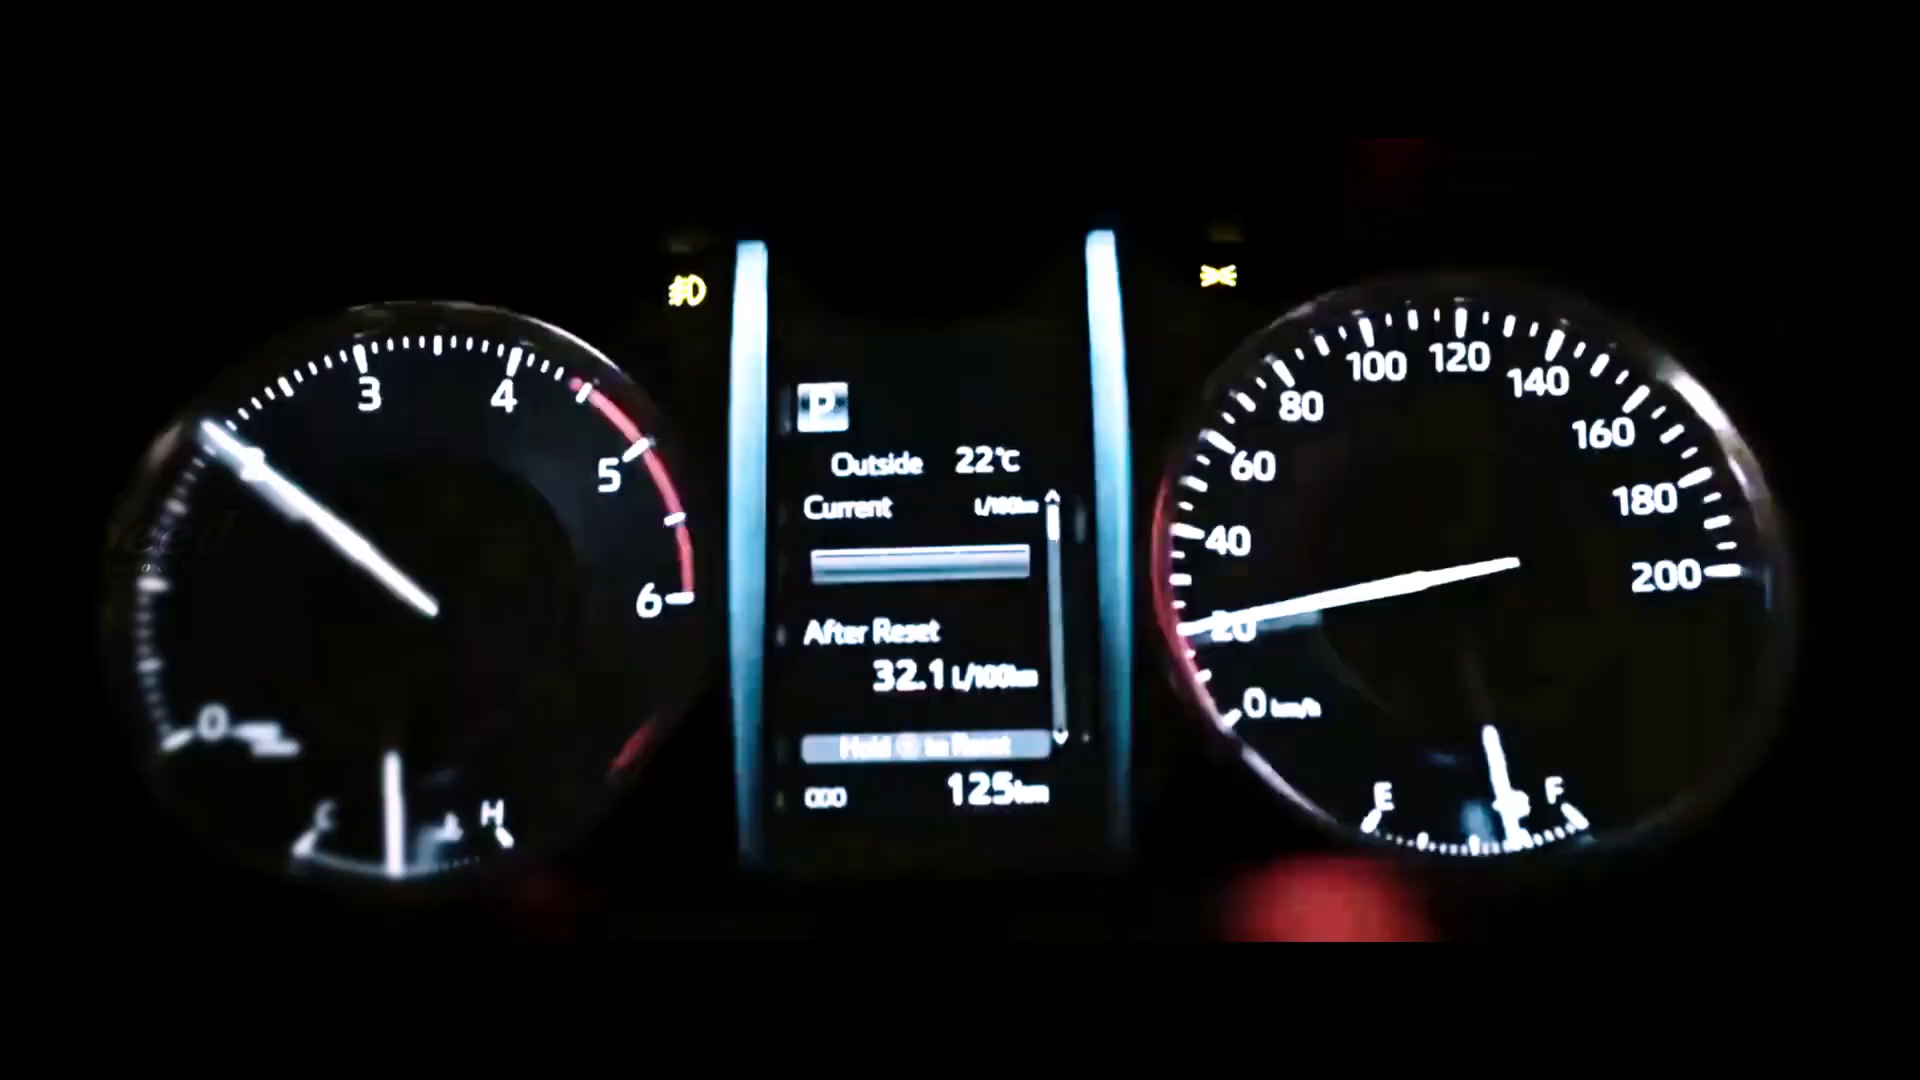 P
Outside 22°C
Current L/100km
After Reset
32.1 L/100km
Hold to Reset
ODO 125km
0
3
4
5
6
C
H
0 km/h
20
40
60
80
100
120
140
160
180
200
E
F